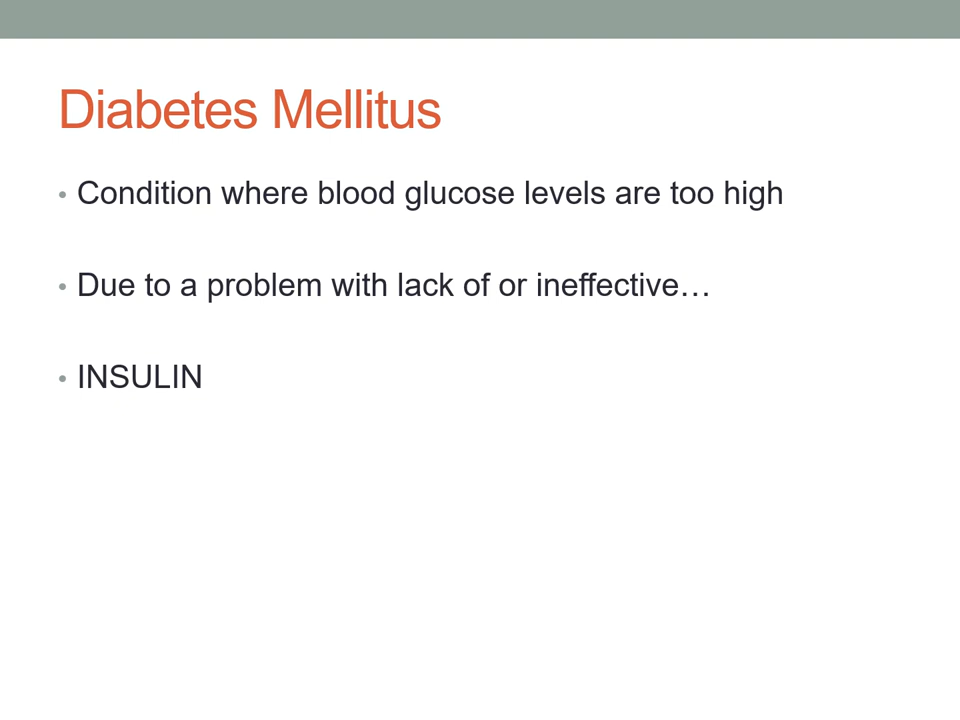 Diabetes Mellitus
• Condition where blood glucose levels are too high
• Due to a problem with lack of or ineffective…
• INSULIN